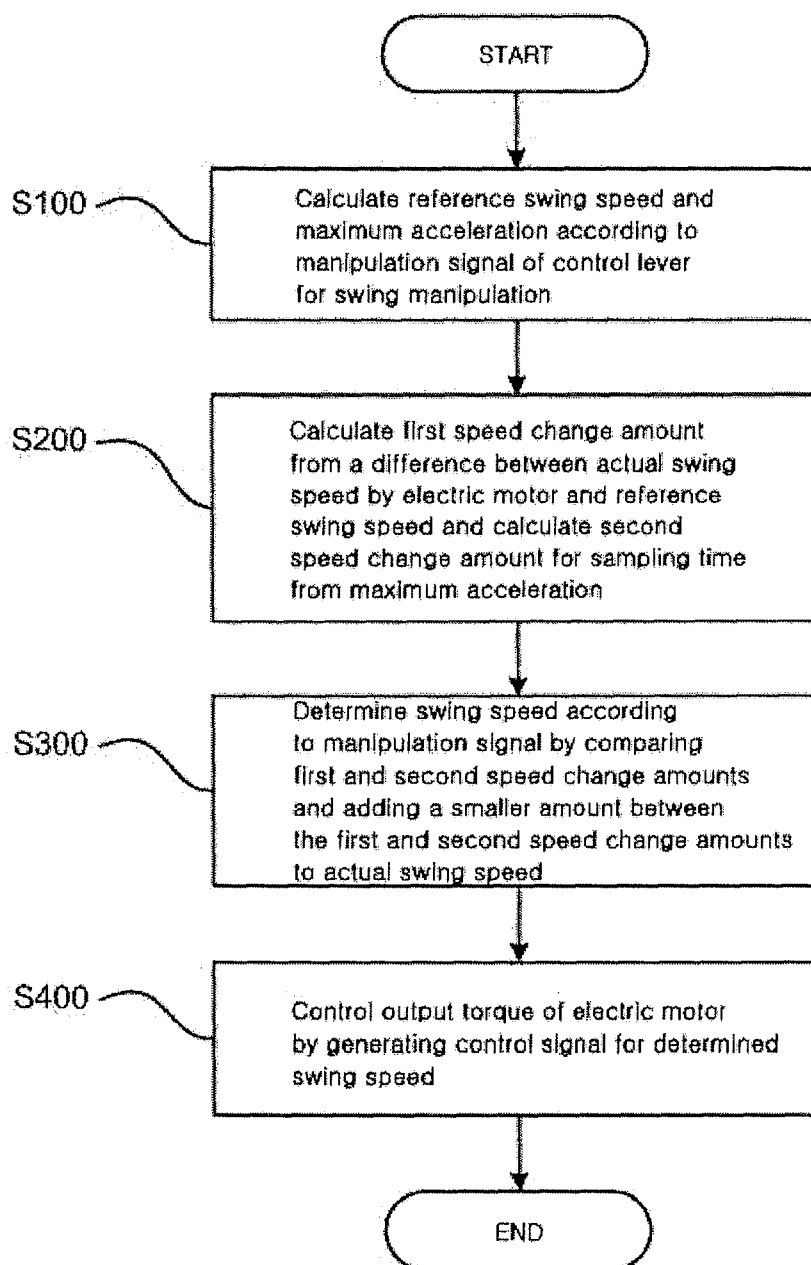 START
S100
Calculate reference swing speed and
maximum acceleration according to
manipulation signal of control lever
for swing manipulation
S200
Calculate first speed change amount
from a difference between actual swing
speed by electric motor and reference
swing speed and calculate second
speed change amount for sampling time
from maximum acceleration
S300
Determine swing speed according
to manipulation signal by comparing
first and second speed change amounts
and adding a smaller amount between
the first and second speed change amounts
to actual swing speed
S400
Control output torque of electric motor
by generating control signal for determined
swing speed
END